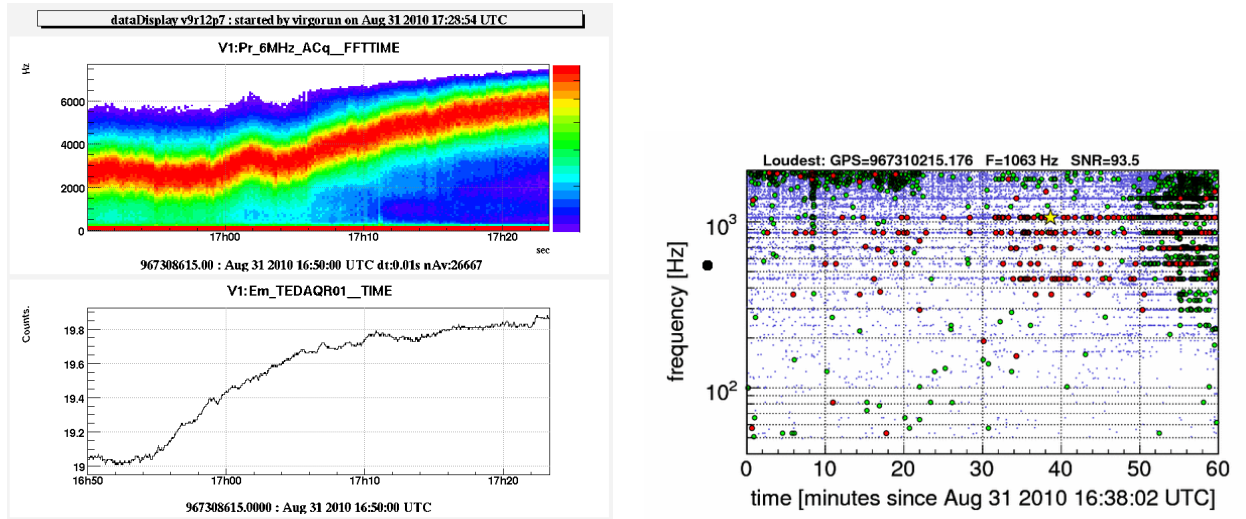 dataDisplay v9r12p7 : started by virgorun on Aug 31 2010 17:28:54 UTC
V1:Pr_6MHz_ACq__FFTTIME
Hz
6000
4000
2000
0
17h00 17h10 17h20
sec
967308615.00 : Aug 31 2010 16:50:00 UTC dt:0.01s nAv:26667
V1:Em_TEDAQR01__TIME
Counts.
19.8
19.6
19.4
19.2
19
16h50 17h00 17h10 17h20
967308615.0000 : Aug 31 2010 16:50:00 UTC
Loudest: GPS=967310215.176 F=1063 Hz SNR=93.5
frequency [Hz]
10³
10²
0 10 20 30 40 50 60
time [minutes since Aug 31 2010 16:38:02 UTC]